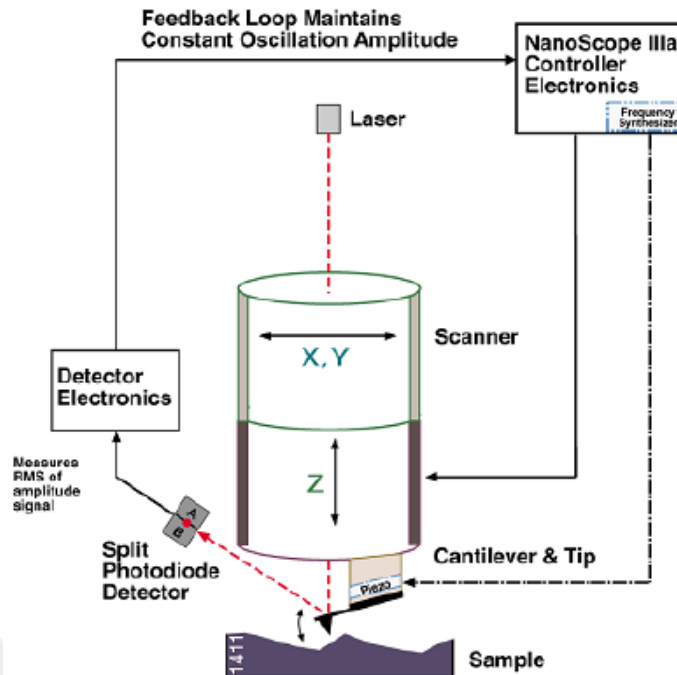 Feedback Loop Maintains
Constant Oscillation Amplitude
NanoScope IIIa
Controller
Electronics
Frequency
Synthesizer
Laser
Scanner
X, Y
Detector
Electronics
Measures
RMS of
amplitude
signal
Z
A
B
Split
Photodiode
Detector
Cantilever & Tip
Piezo
1411
Sample